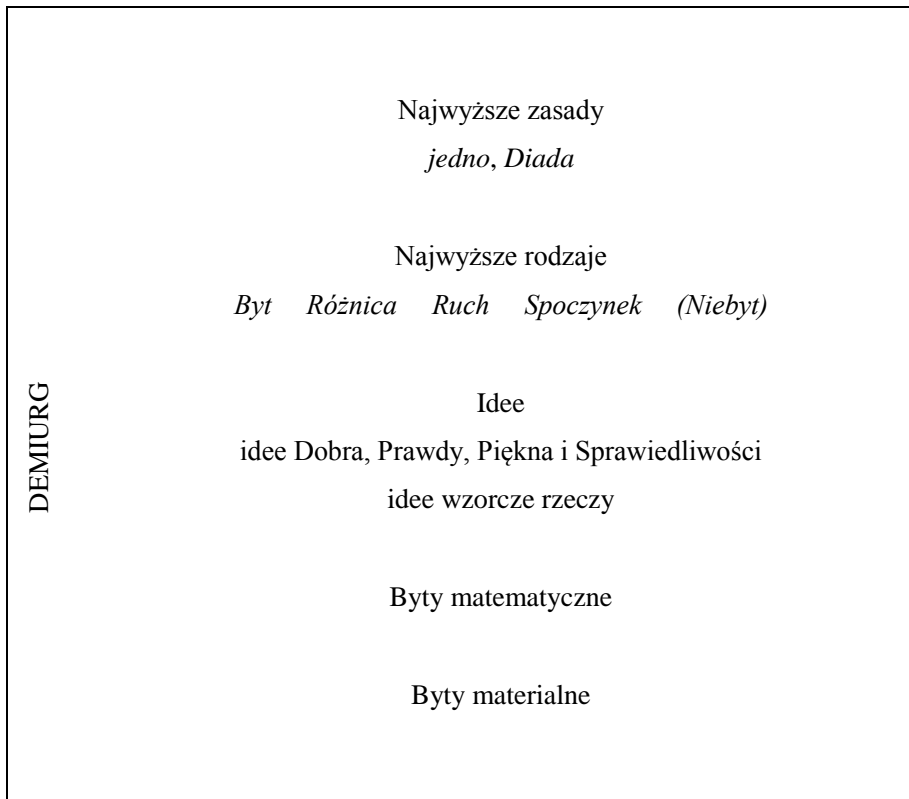 Najwyższe zasady
jedno, Diada
Najwyższe rodzaje
Byt Różnica Ruch Spoczynek (Niebyt)
DEMIURG
Idee
idee Dobra, Prawdy, Piękna i Sprawiedliwości
idee wzorcze rzeczy
Byty matematyczne
Byty materialne